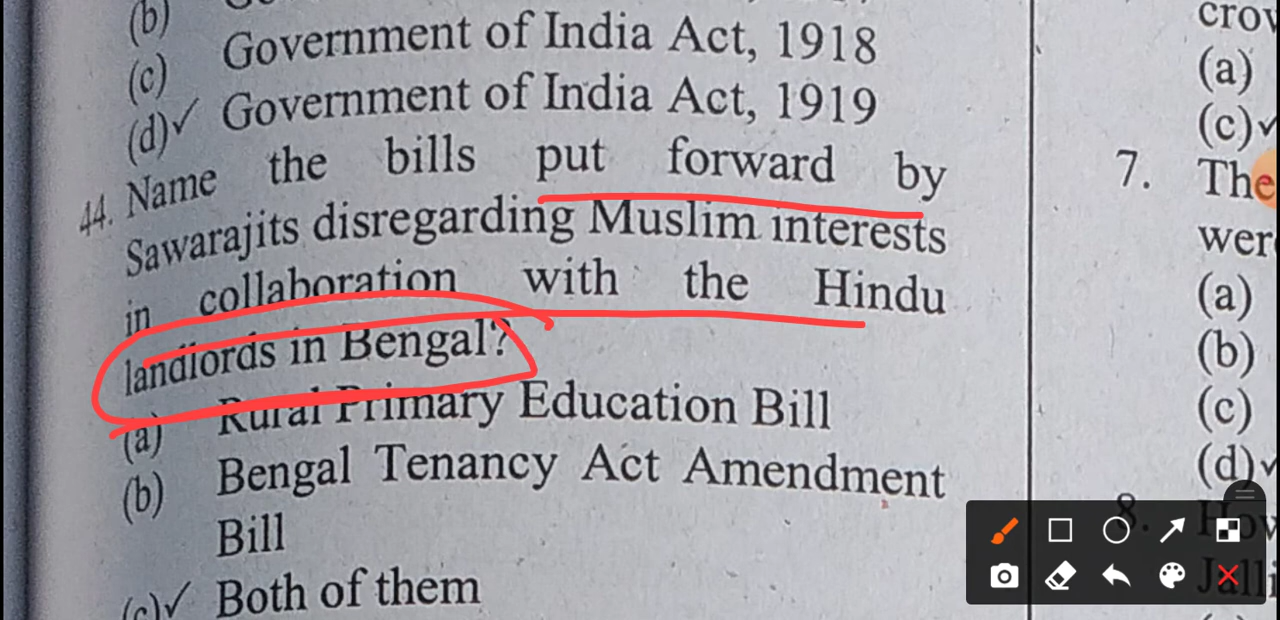 (b)
(c) Government of India Act, 1918
(d)✓ Government of India Act, 1919
44. Name the bills put forward by
Sawarajits disregarding Muslim interests
in collaboration with the Hindu
landlords in Bengal?
(a) Rural Primary Education Bill
(b) Bengal Tenancy Act Amendment
Bill
(c)✓ Both of them
(a)
(c)✓
7. The
(a)
(b)
(c)
(d)✓
8.